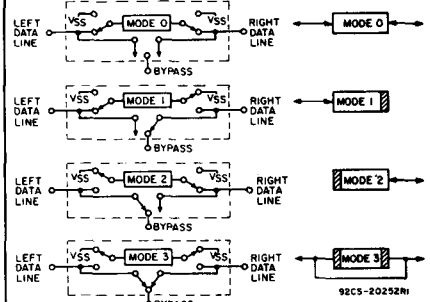 VSS MODE 0 VSS
LEFT DATA LINE
RIGHT DATA LINE
BYPASS
MODE 0
VSS MODE 1 VSS
LEFT DATA LINE
RIGHT DATA LINE
BYPASS
MODE 1
VSS MODE 2 VSS
LEFT DATA LINE
RIGHT DATA LINE
BYPASS
MODE 2
VSS MODE 3 VSS
LEFT DATA LINE
RIGHT DATA LINE
BYPASS
MODE 3
92CS-20252R1